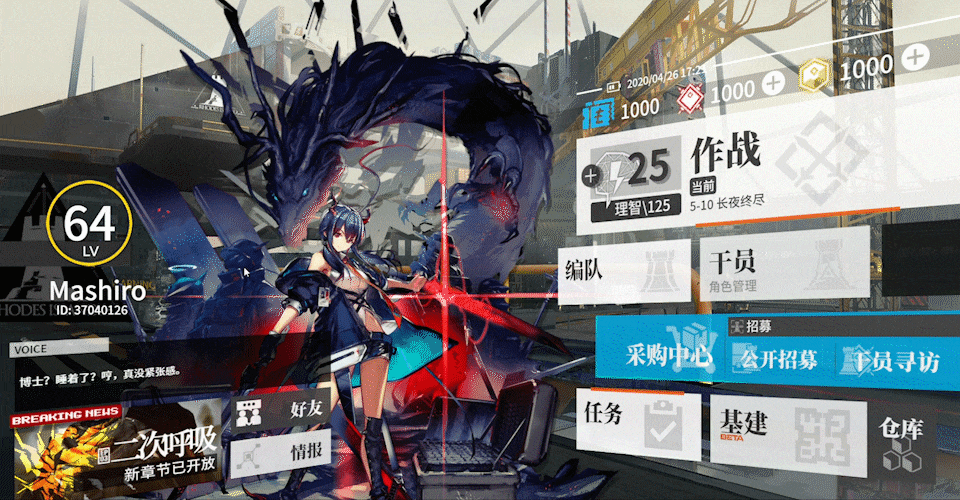 2020/04/26 17:2
1000
1000
1000
25
理智\125
作战
当前
5-10 长夜终尽
编队
干员
角色管理
招募
采购中心
公开招募
干员寻访
任务
基建
BETA
仓库
64
LV
Mashiro
ID: 37040126
VOICE
博士？睡着了？哼，真没紧张感。
BREAKING NEWS
二次呼吸
新章节已开放
好友
情报
RHODES
HODES